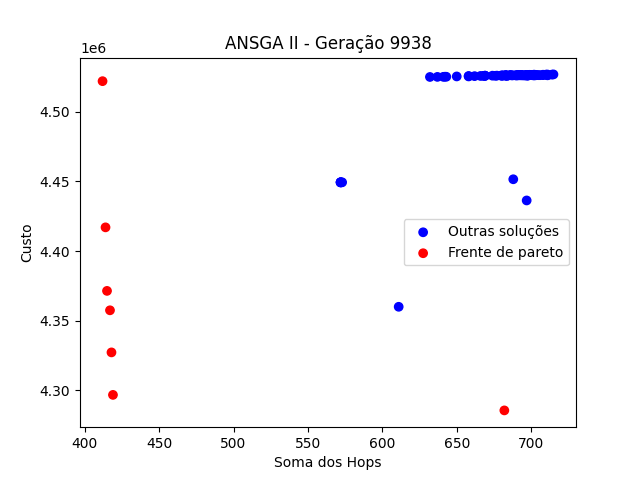 ANSGA II - Geração 9938
1e6
4.50
4.45
4.40
4.35
4.30
Custo
Outras soluções
Frente de pareto
400 450 500 550 600 650 700
Soma dos Hops